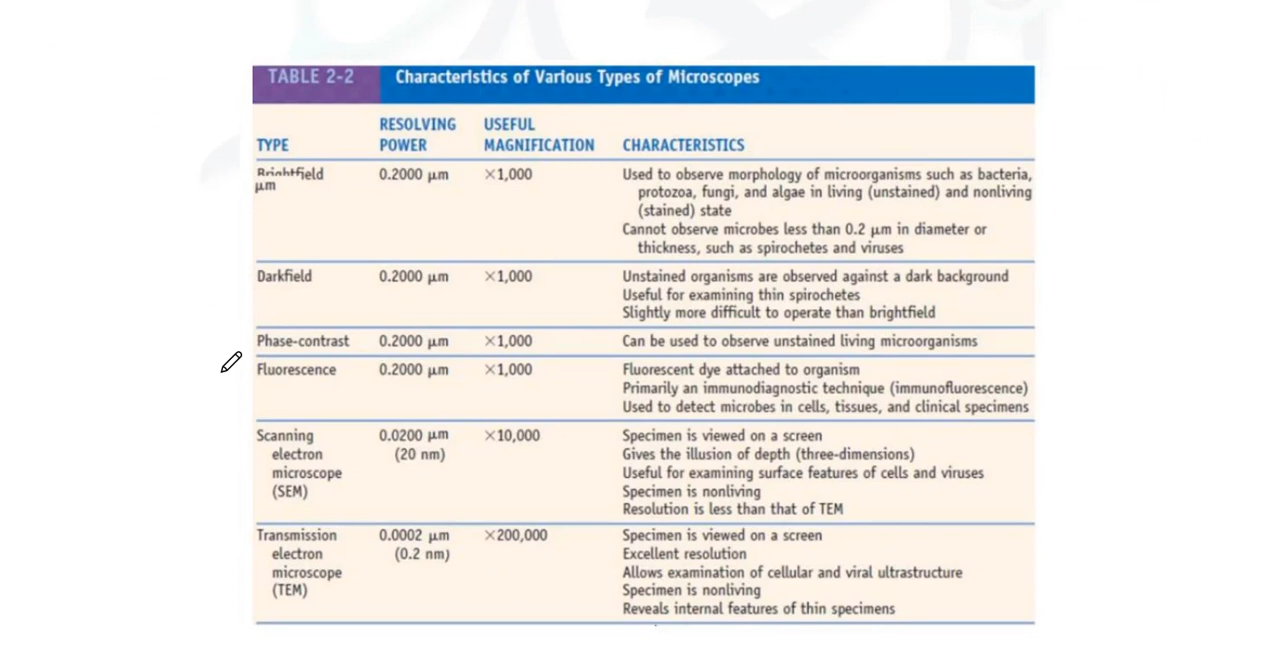 TABLE 2-2 Characteristics of Various Types of Microscopes
RESOLVING USEFUL
TYPE POWER MAGNIFICATION CHARACTERISTICS
Brightfield 0.2000 µm ×1,000 Used to observe morphology of microorganisms such as bacteria,
µm protozoa, fungi, and algae in living (unstained) and nonliving
(stained) state
Cannot observe microbes less than 0.2 µm in diameter or
thickness, such as spirochetes and viruses
Darkfield 0.2000 µm ×1,000 Unstained organisms are observed against a dark background
Useful for examining thin spirochetes
Slightly more difficult to operate than brightfield
Phase-contrast 0.2000 µm ×1,000 Can be used to observe unstained living microorganisms
Fluorescence 0.2000 µm ×1,000 Fluorescent dye attached to organism
Primarily an immunodiagnostic technique (immunofluorescence)
Used to detect microbes in cells, tissues, and clinical specimens
Scanning 0.0200 µm ×10,000 Specimen is viewed on a screen
electron (20 nm) Gives the illusion of depth (three-dimensions)
microscope Useful for examining surface features of cells and viruses
(SEM) Specimen is nonliving
Resolution is less than that of TEM
Transmission 0.0002 µm ×200,000 Specimen is viewed on a screen
electron (0.2 nm) Excellent resolution
microscope Allows examination of cellular and viral ultrastructure
(TEM) Specimen is nonliving
Reveals internal features of thin specimens